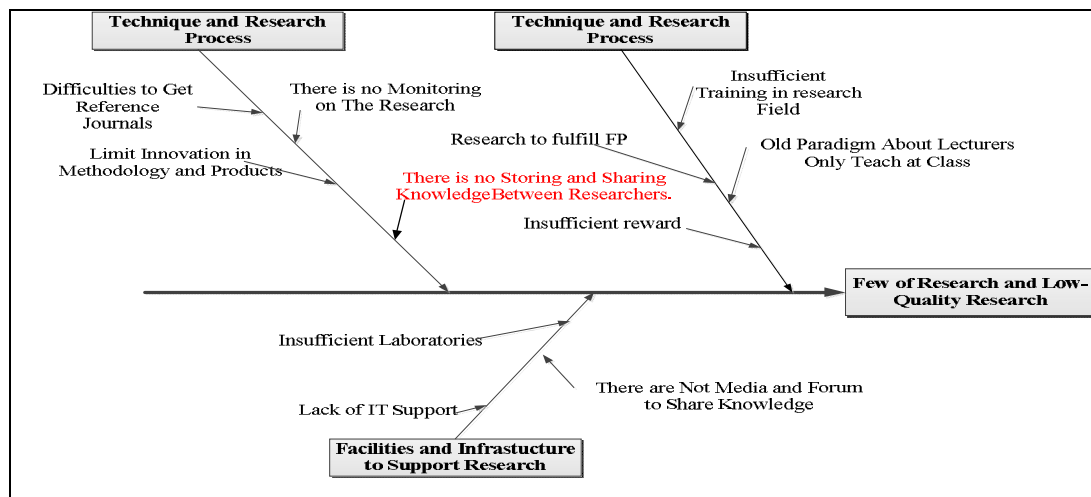 Technique and Research
Process
Technique and Research
Process
Difficulties to Get
Reference
Journals
There is no Monitoring
on The Research
Limit Innovation in
Methodology and Products
There is no Storing and Sharing
KnowledgeBetween Researchers.
Insufficient
Training in research
Field
Research to fulfill FP
Old Paradigm About Lecturers
Only Teach at Class
Insufficient reward
Few of Research and Low-
Quality Research
Insufficient Laboratories
There are Not Media and Forum
to Share Knowledge
Lack of IT Support
Facilities and Infrastucture
to Support Research